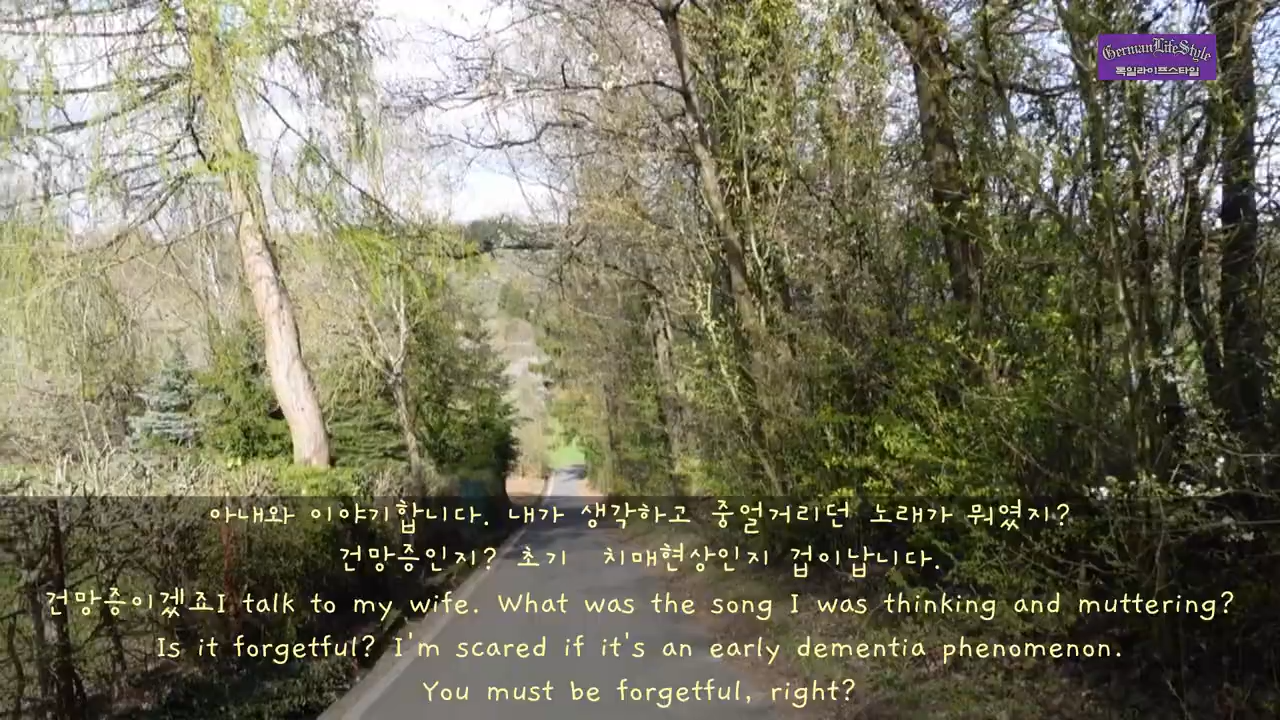 GermanLifeStyle
독일라이프스타일
아내와 이야기합니다. 내가 생각하고 중얼거리던 노래가 뭐였지?
건망증인지? 초기 치매현상인지 겁이납니다.
건망증이겠죠I talk to my wife. What was the song I was thinking and muttering?
Is it forgetful? I'm scared if it's an early dementia phenomenon.
You must be forgetful, right?